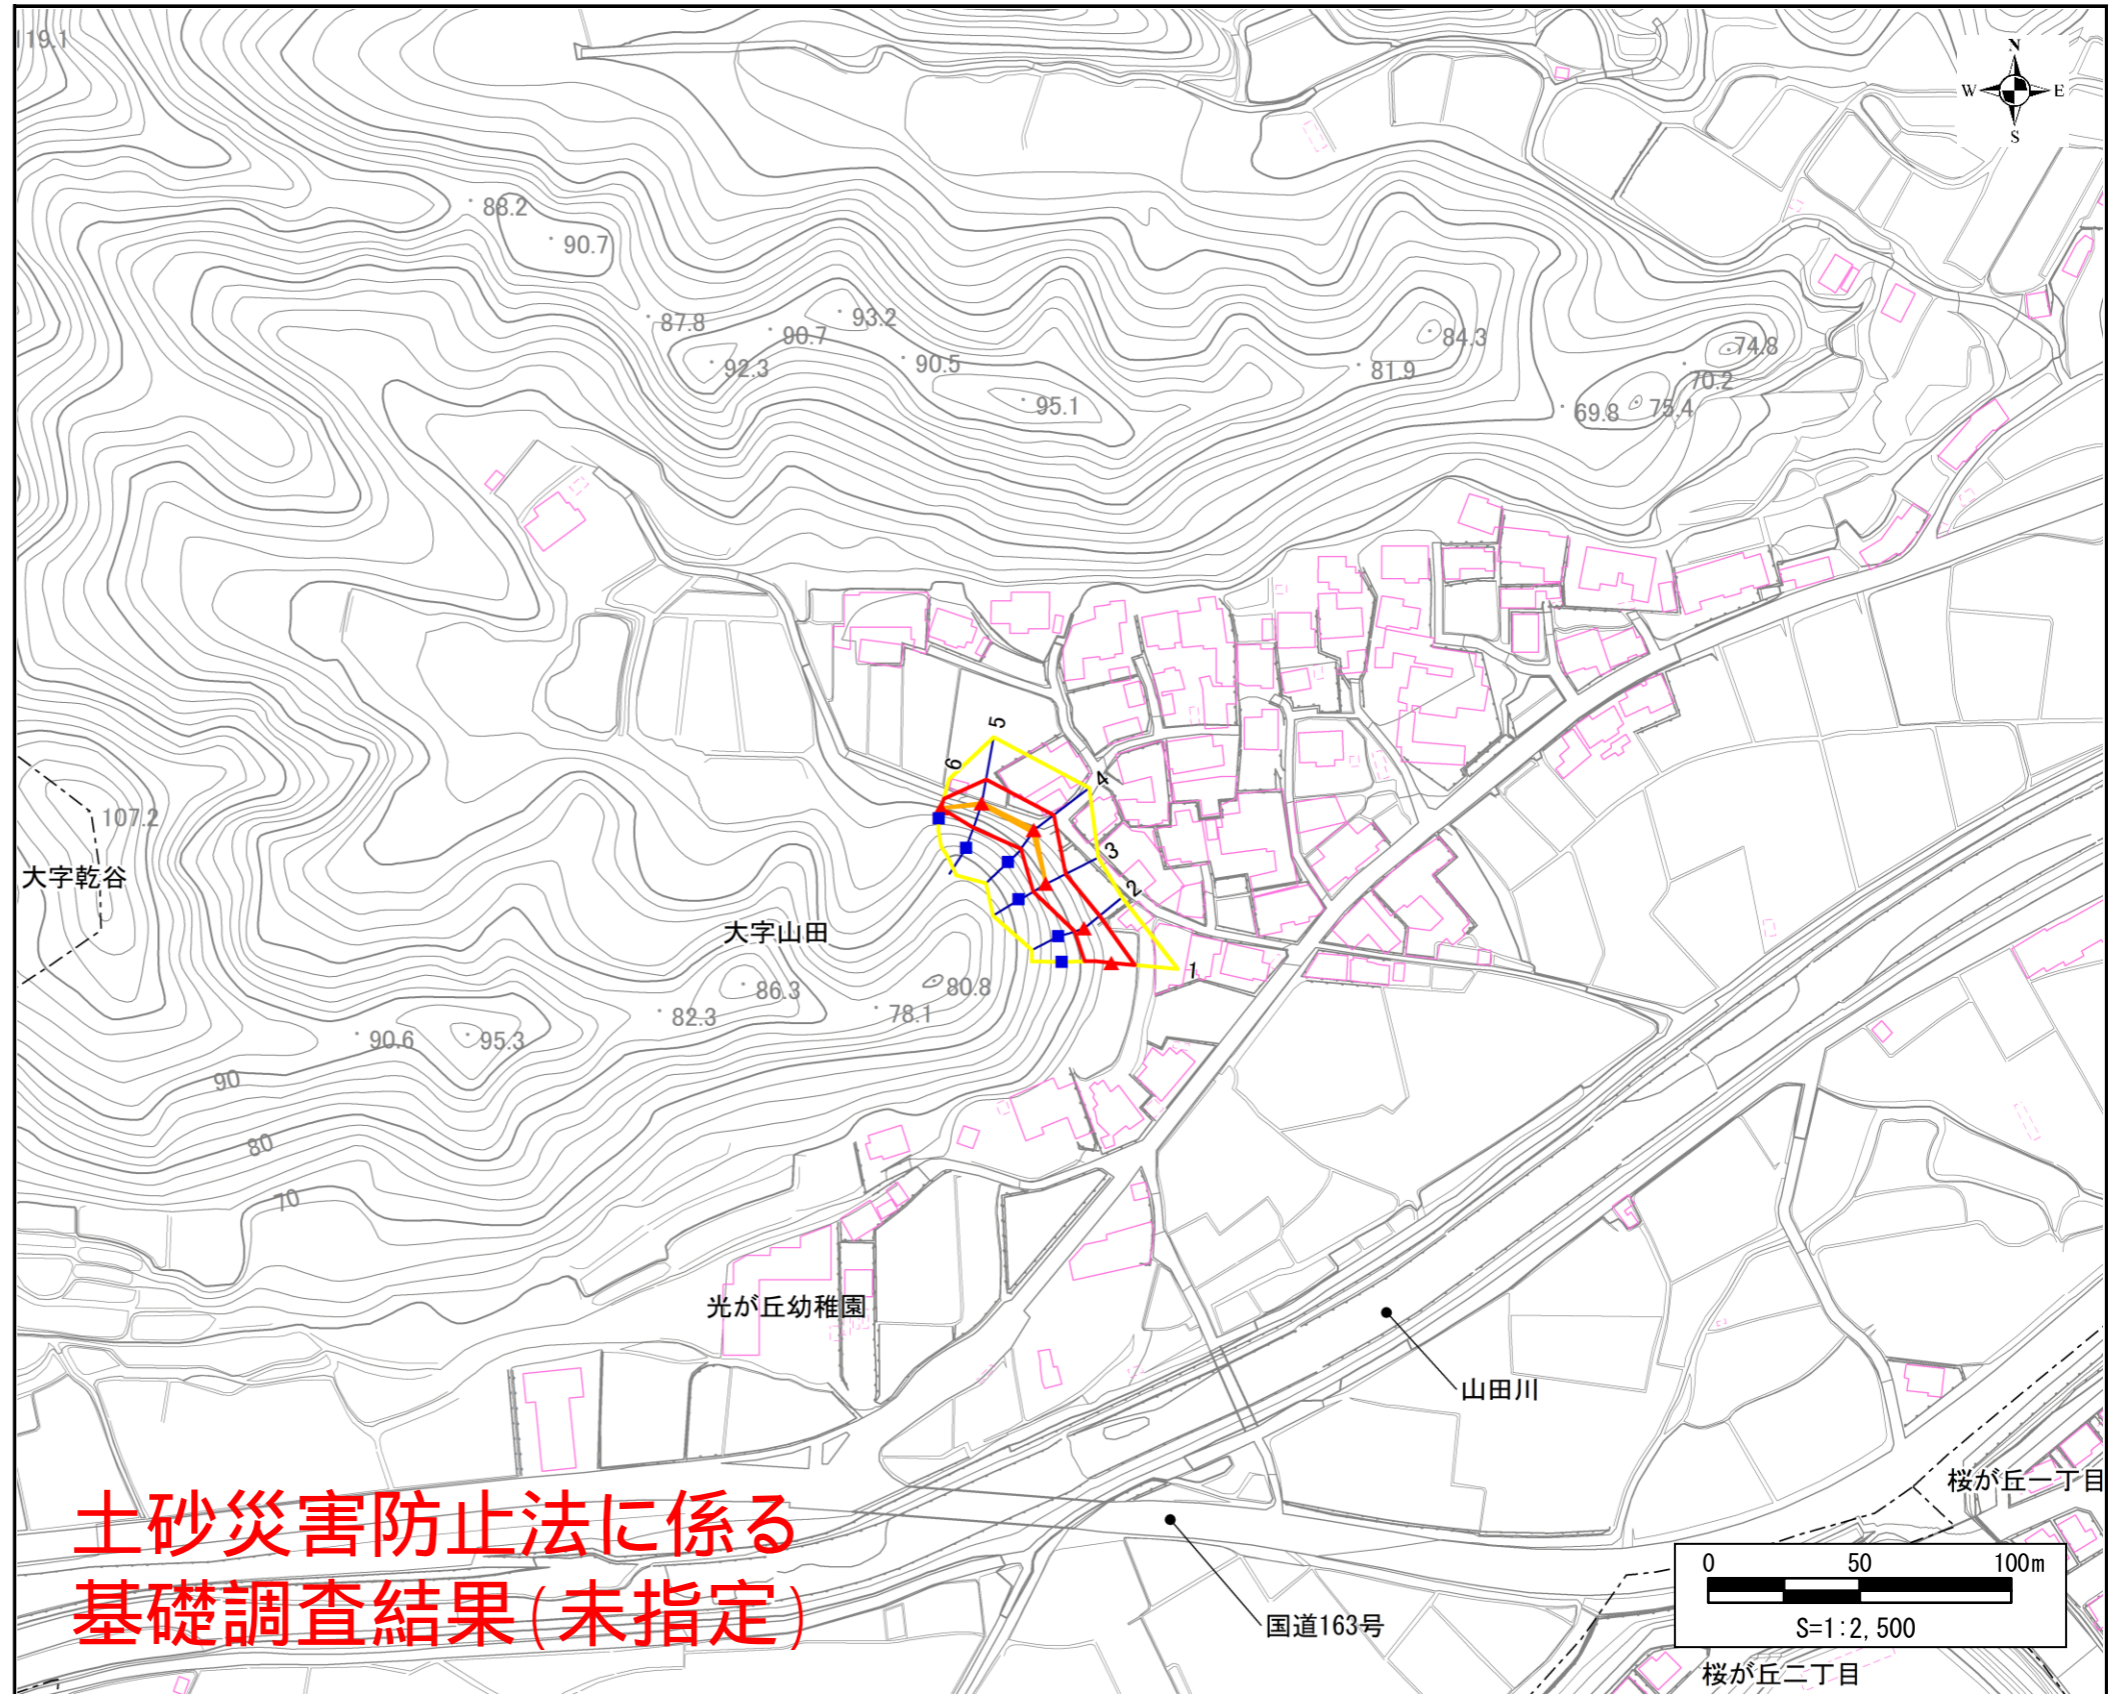 119.1
N
W E
S
88.2
90.7
87.8
90.7
93.2
92.3
90.5
95.1
84.3
81.9
74.8
70.2
69.8
75.4
5
6
4
3
2
1
107.2
大字乾谷
大字山田
86.3
80.8
82.3
78.1
90.6
95.3
90
80
70
光が丘幼稚園
山田川
桜が丘一丁目
土砂災害防止法に係る
基礎調査結果(未指定)
国道163号
0 50 100m
S=1:2,500
桜が丘二丁目